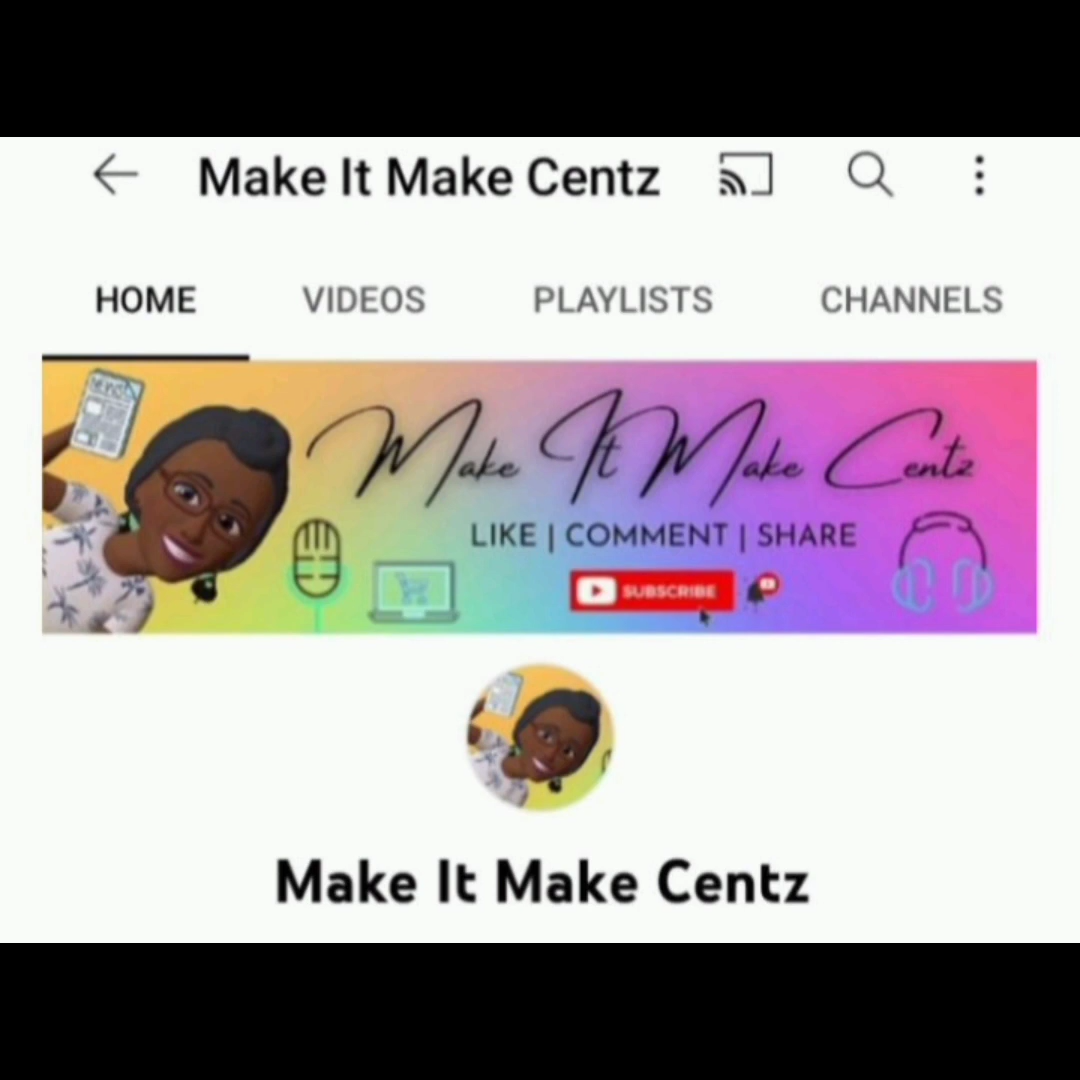 Make It Make Centz
HOME VIDEOS PLAYLISTS CHANNELS
NEWS
Make It Make Centz
LIKE | COMMENT | SHARE
SUBSCRIBE
Make It Make Centz